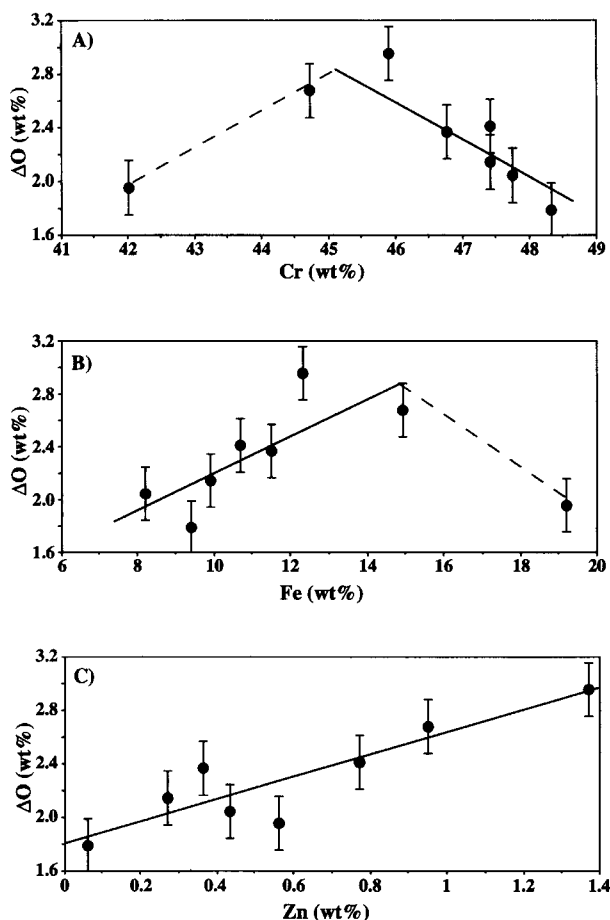 A)
3.2
2.8
2.4
2.0
1.6
ΔO (wt%)
41 42 43 44 45 46 47 48 49
Cr (wt%)
B)
3.2
2.8
2.4
2.0
1.6
ΔO (wt%)
6 8 10 12 14 16 18 20
Fe (wt%)
C)
3.2
2.8
2.4
2.0
1.6
ΔO (wt%)
0 0.2 0.4 0.6 0.8 1 1.2 1.4
Zn (wt%)